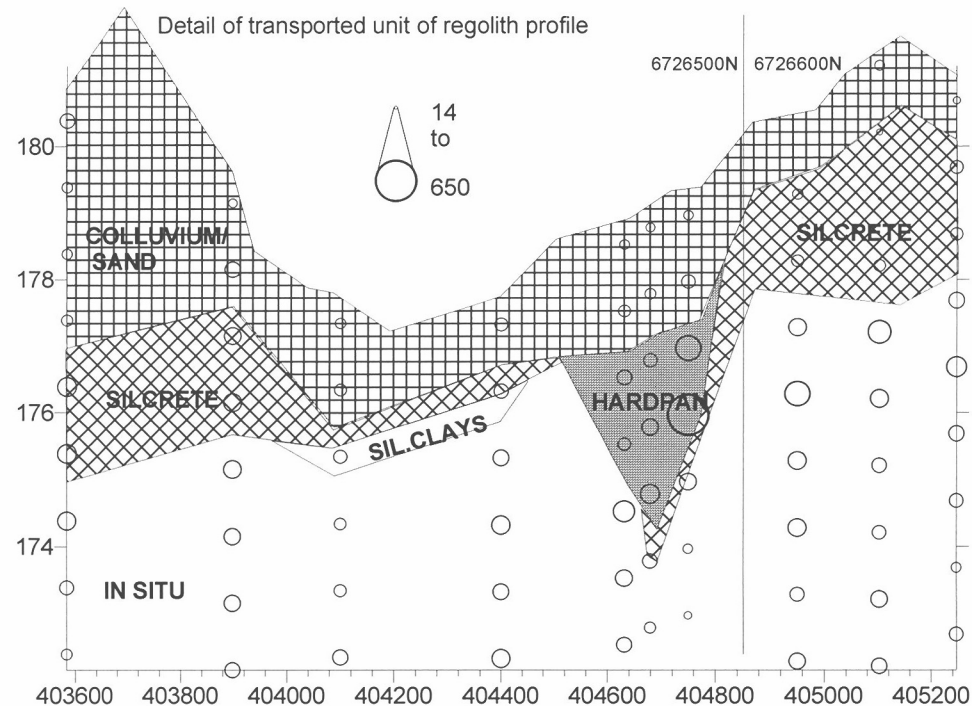 Detail of transported unit of regolith profile
6726500N 6726600N
14
to
650
180
COLLUVIUM/
SAND
SILCRETE
178
SILCRETE
HARDPAN
176
SIL.CLAYS
174
IN SITU
403600 403800 404000 404200 404400 404600 404800 405000 405200